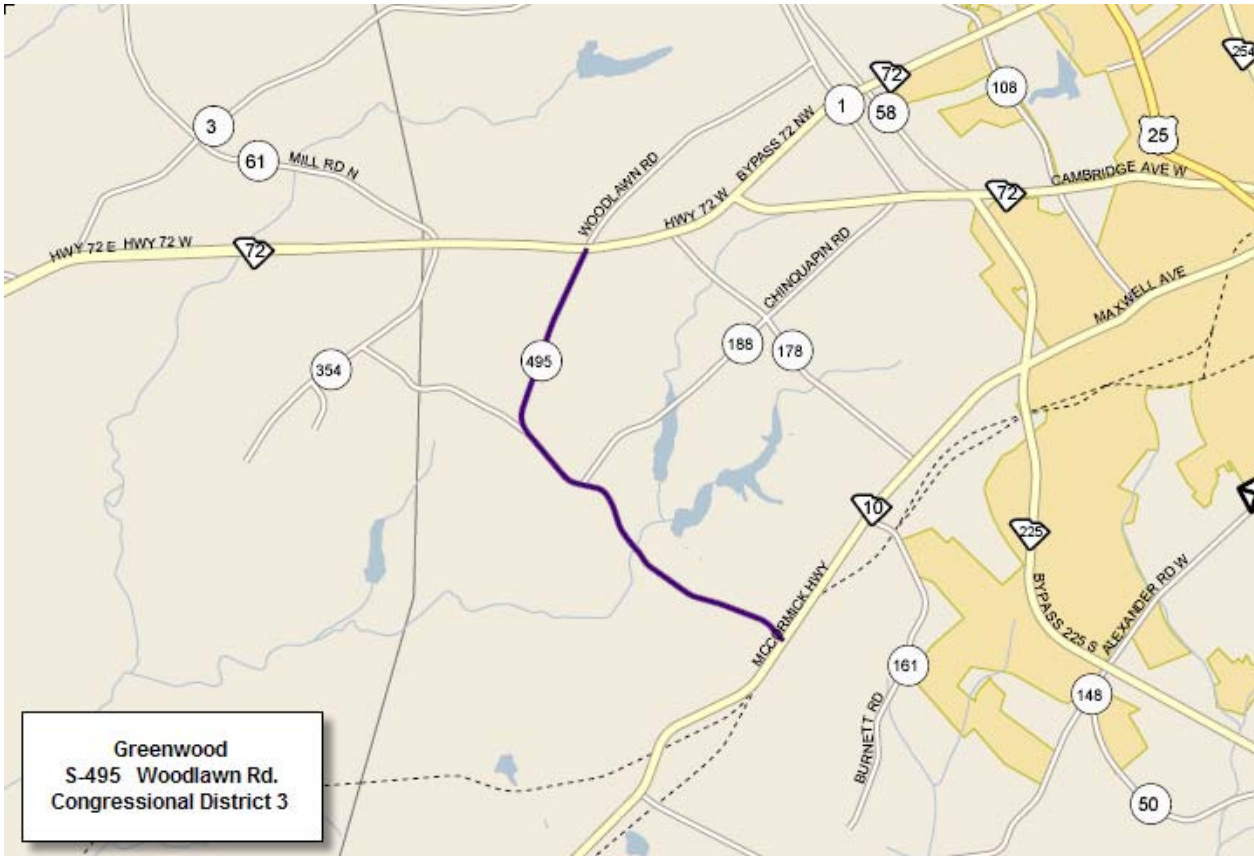 254
72
108
1
58
25
3
61
MILL RD N
WOODLAWN RD
BYPASS 72 NW
CAMBRIDGE AVE W
72
HWY 72 W
HWY 72 E HWY 72 W
72
CHINQUAPIN RD
MAXWELL AVE
495
188
178
354
10
225
MCCORMICK HWY
BYPASS 225 S
ALEXANDER RD W
161
148
BURNETT RD
50
Greenwood
S-495 Woodlawn Rd.
Congressional District 3